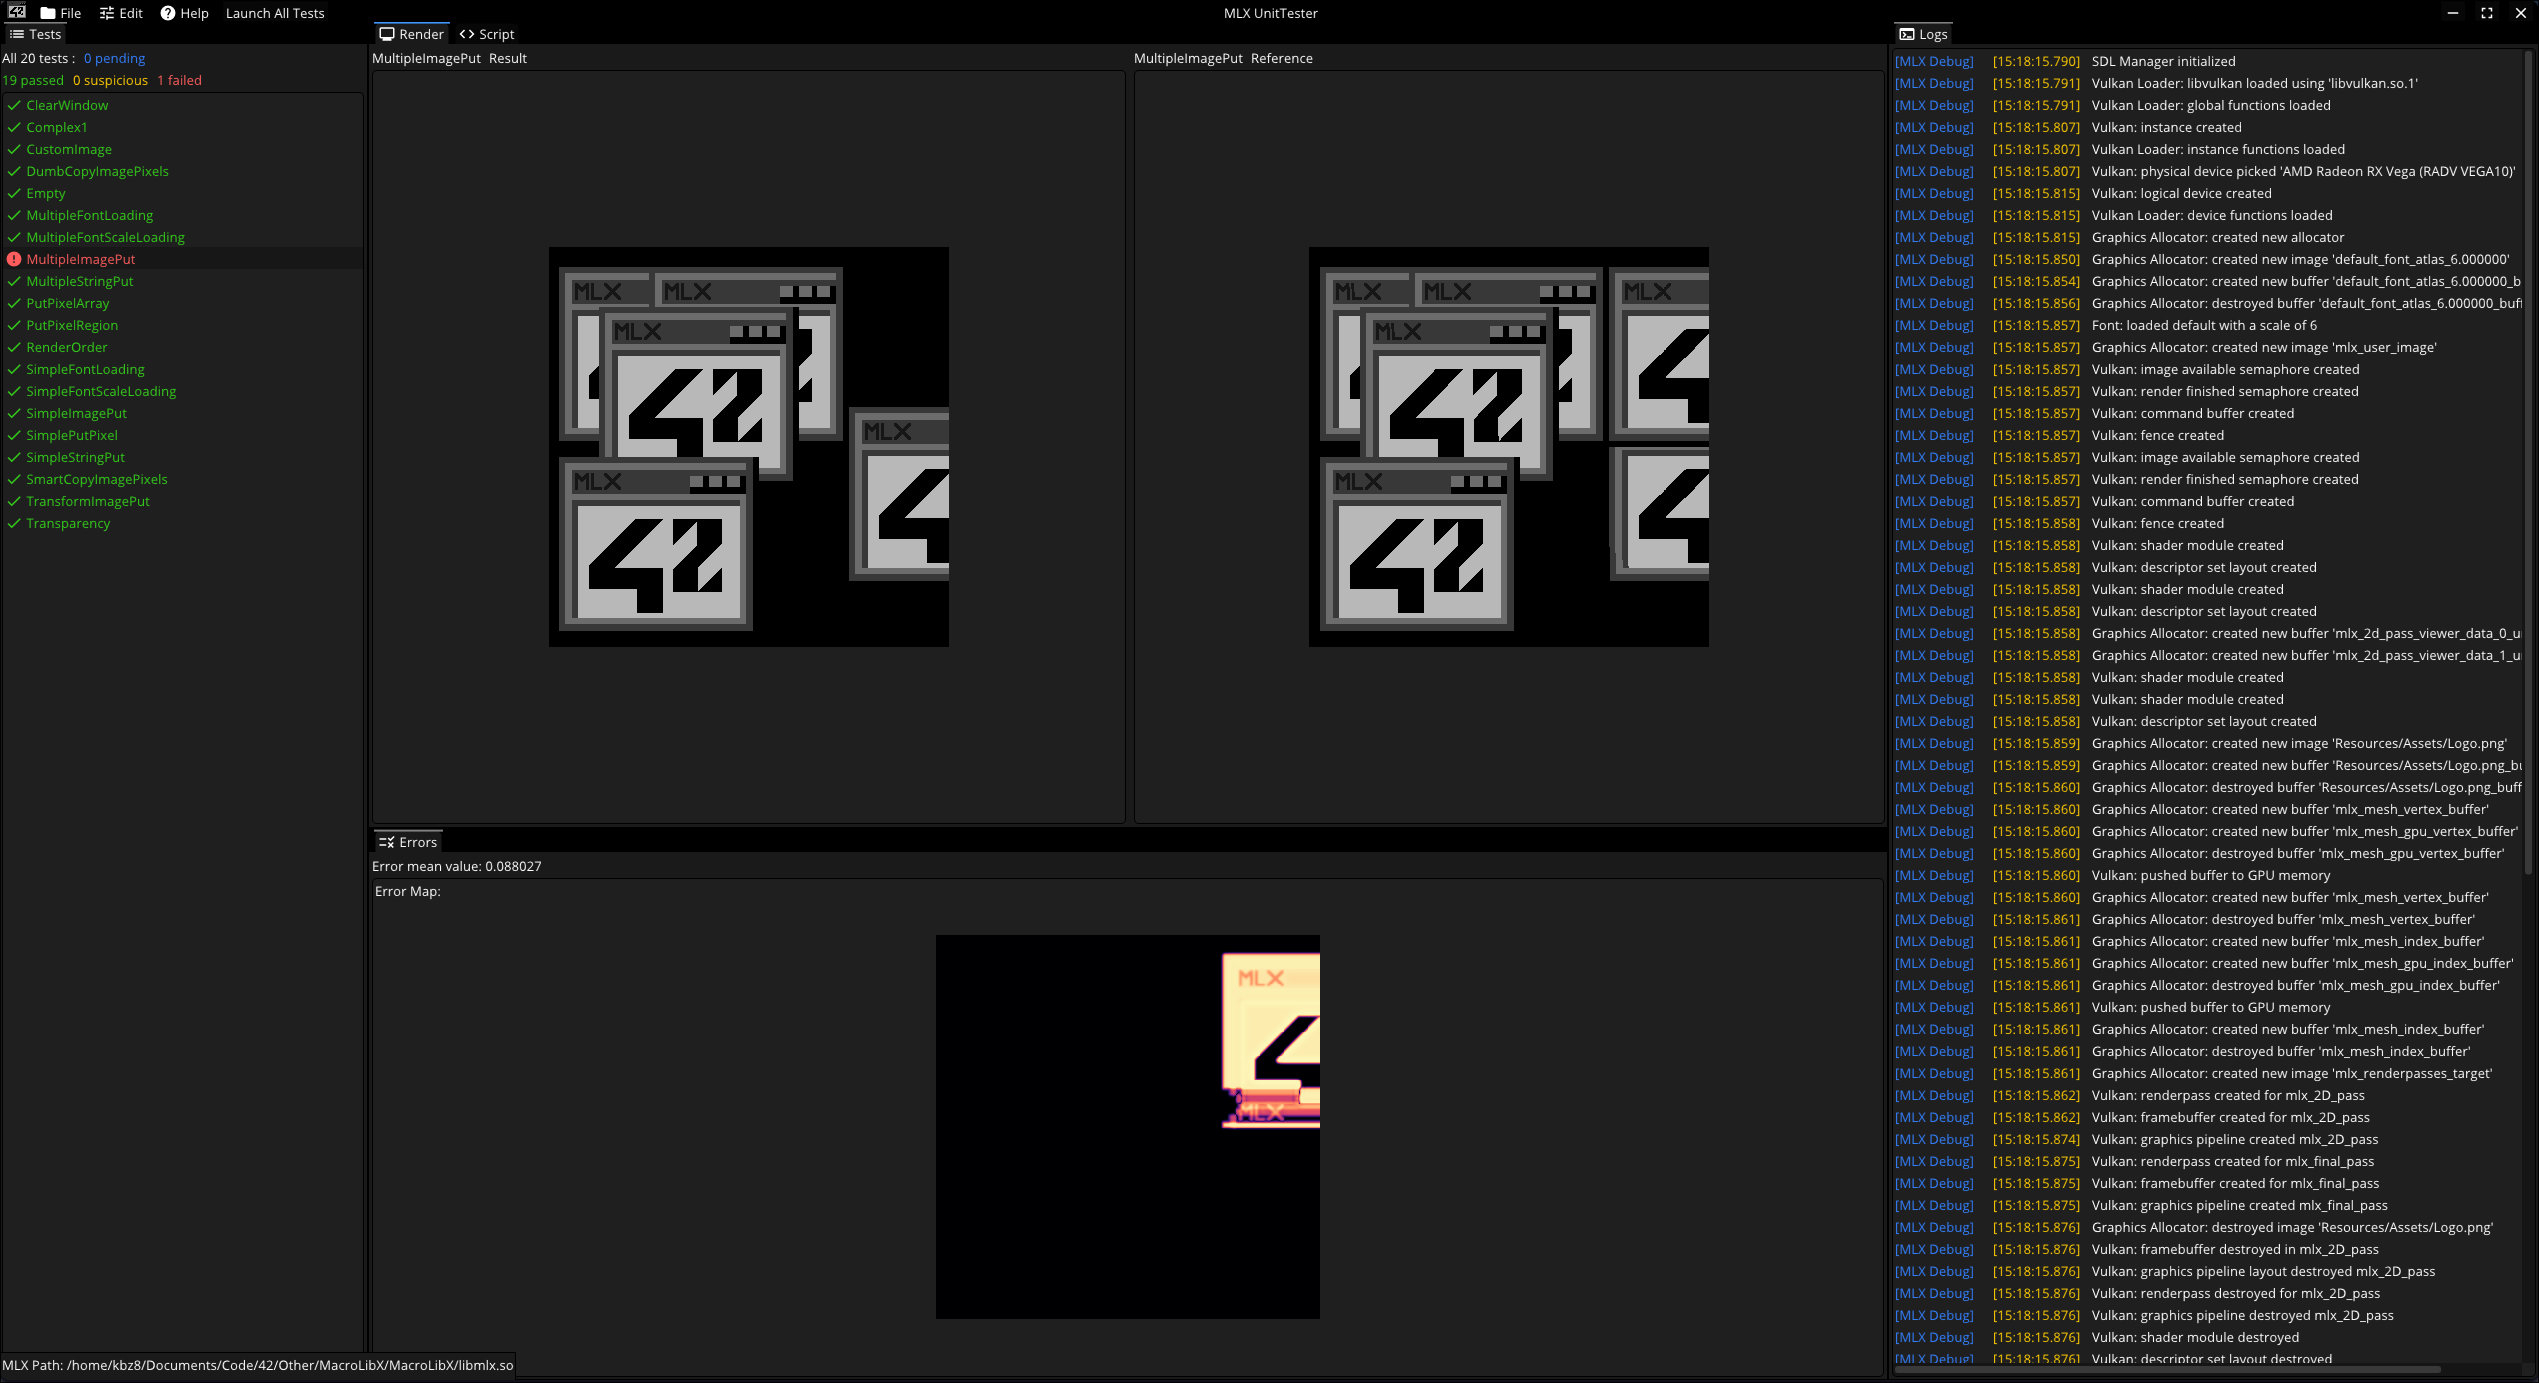 File Edit Help Launch All Tests
MLX UnitTester
Tests
All 20 tests : 0 pending
19 passed 0 suspicious 1 failed
ClearWindow
Complex1
CustomImage
DumbCopyImagePixels
Empty
MultipleFontLoading
MultipleFontScaleLoading
MultipleImagePut
MultipleStringPut
PutPixelArray
PutPixelRegion
RenderOrder
SimpleFontLoading
SimpleFontScaleLoading
SimpleImagePut
SimplePutPixel
SimpleStringPut
SmartCopyImagePixels
TransformImagePut
Transparency
MLX Path: /home/kbz8/Documents/Code/42/Other/MacroLibX/MacroLibX/libmlx.so
Render Script
MultipleImagePut Result
MLX MLX
MLX
42
MLX
4
MLX
42
MultipleImagePut Reference
MLX MLX MLX
MLX
42
4
MLX
42
4
Errors
Error mean value: 0.088027
Error Map:
MLX
4
MLX
Logs
[MLX Debug] [15:18:15.790] SDL Manager initialized
[MLX Debug] [15:18:15.791] Vulkan Loader: libvulkan loaded using 'libvulkan.so.1'
[MLX Debug] [15:18:15.791] Vulkan Loader: global functions loaded
[MLX Debug] [15:18:15.807] Vulkan: instance created
[MLX Debug] [15:18:15.807] Vulkan Loader: instance functions loaded
[MLX Debug] [15:18:15.807] Vulkan: physical device picked 'AMD Radeon RX Vega (RADV VEGA10)'
[MLX Debug] [15:18:15.815] Vulkan: logical device created
[MLX Debug] [15:18:15.815] Vulkan Loader: device functions loaded
[MLX Debug] [15:18:15.815] Graphics Allocator: created new allocator
[MLX Debug] [15:18:15.850] Graphics Allocator: created new image 'default_font_atlas_6.000000'
[MLX Debug] [15:18:15.854] Graphics Allocator: created new buffer 'default_font_atlas_6.000000_b
[MLX Debug] [15:18:15.856] Graphics Allocator: destroyed buffer 'default_font_atlas_6.000000_buff
[MLX Debug] [15:18:15.857] Font: loaded default with a scale of 6
[MLX Debug] [15:18:15.857] Graphics Allocator: created new image 'mlx_user_image'
[MLX Debug] [15:18:15.857] Vulkan: image available semaphore created
[MLX Debug] [15:18:15.857] Vulkan: render finished semaphore created
[MLX Debug] [15:18:15.857] Vulkan: command buffer created
[MLX Debug] [15:18:15.857] Vulkan: fence created
[MLX Debug] [15:18:15.857] Vulkan: image available semaphore created
[MLX Debug] [15:18:15.857] Vulkan: render finished semaphore created
[MLX Debug] [15:18:15.857] Vulkan: command buffer created
[MLX Debug] [15:18:15.858] Vulkan: fence created
[MLX Debug] [15:18:15.858] Vulkan: shader module created
[MLX Debug] [15:18:15.858] Vulkan: descriptor set layout created
[MLX Debug] [15:18:15.858] Vulkan: shader module created
[MLX Debug] [15:18:15.858] Vulkan: descriptor set layout created
[MLX Debug] [15:18:15.858] Graphics Allocator: created new buffer 'mlx_2d_pass_viewer_data_0_u
[MLX Debug] [15:18:15.858] Graphics Allocator: created new buffer 'mlx_2d_pass_viewer_data_1_u
[MLX Debug] [15:18:15.858] Vulkan: shader module created
[MLX Debug] [15:18:15.858] Vulkan: shader module created
[MLX Debug] [15:18:15.858] Vulkan: descriptor set layout created
[MLX Debug] [15:18:15.859] Graphics Allocator: created new image 'Resources/Assets/Logo.png'
[MLX Debug] [15:18:15.859] Graphics Allocator: created new buffer 'Resources/Assets/Logo.png_bu
[MLX Debug] [15:18:15.860] Graphics Allocator: destroyed buffer 'Resources/Assets/Logo.png_buff
[MLX Debug] [15:18:15.860] Graphics Allocator: created new buffer 'mlx_mesh_vertex_buffer'
[MLX Debug] [15:18:15.860] Graphics Allocator: created new buffer 'mlx_mesh_gpu_vertex_buffer'
[MLX Debug] [15:18:15.860] Graphics Allocator: destroyed buffer 'mlx_mesh_gpu_vertex_buffer'
[MLX Debug] [15:18:15.860] Vulkan: pushed buffer to GPU memory
[MLX Debug] [15:18:15.860] Graphics Allocator: created new buffer 'mlx_mesh_vertex_buffer'
[MLX Debug] [15:18:15.861] Graphics Allocator: destroyed buffer 'mlx_mesh_vertex_buffer'
[MLX Debug] [15:18:15.861] Graphics Allocator: created new buffer 'mlx_mesh_index_buffer'
[MLX Debug] [15:18:15.861] Graphics Allocator: created new buffer 'mlx_mesh_gpu_index_buffer'
[MLX Debug] [15:18:15.861] Graphics Allocator: destroyed buffer 'mlx_mesh_gpu_index_buffer'
[MLX Debug] [15:18:15.861] Vulkan: pushed buffer to GPU memory
[MLX Debug] [15:18:15.861] Graphics Allocator: created new buffer 'mlx_mesh_index_buffer'
[MLX Debug] [15:18:15.861] Graphics Allocator: destroyed buffer 'mlx_mesh_index_buffer'
[MLX Debug] [15:18:15.861] Graphics Allocator: created new image 'mlx_renderpasses_target'
[MLX Debug] [15:18:15.862] Vulkan: renderpass created for mlx_2D_pass
[MLX Debug] [15:18:15.862] Vulkan: framebuffer created for mlx_2D_pass
[MLX Debug] [15:18:15.874] Vulkan: graphics pipeline created mlx_2D_pass
[MLX Debug] [15:18:15.875] Vulkan: renderpass created for mlx_final_pass
[MLX Debug] [15:18:15.875] Vulkan: framebuffer created for mlx_final_pass
[MLX Debug] [15:18:15.875] Vulkan: graphics pipeline created mlx_final_pass
[MLX Debug] [15:18:15.876] Graphics Allocator: destroyed image 'Resources/Assets/Logo.png'
[MLX Debug] [15:18:15.876] Vulkan: framebuffer destroyed in mlx_2D_pass
[MLX Debug] [15:18:15.876] Vulkan: graphics pipeline layout destroyed mlx_2D_pass
[MLX Debug] [15:18:15.876] Vulkan: renderpass destroyed for mlx_2D_pass
[MLX Debug] [15:18:15.876] Vulkan: graphics pipeline destroyed mlx_2D_pass
[MLX Debug] [15:18:15.876] Vulkan: shader module destroyed
[MLX Debug] [15:18:15.876] Vulkan: descriptor set layout destroyed